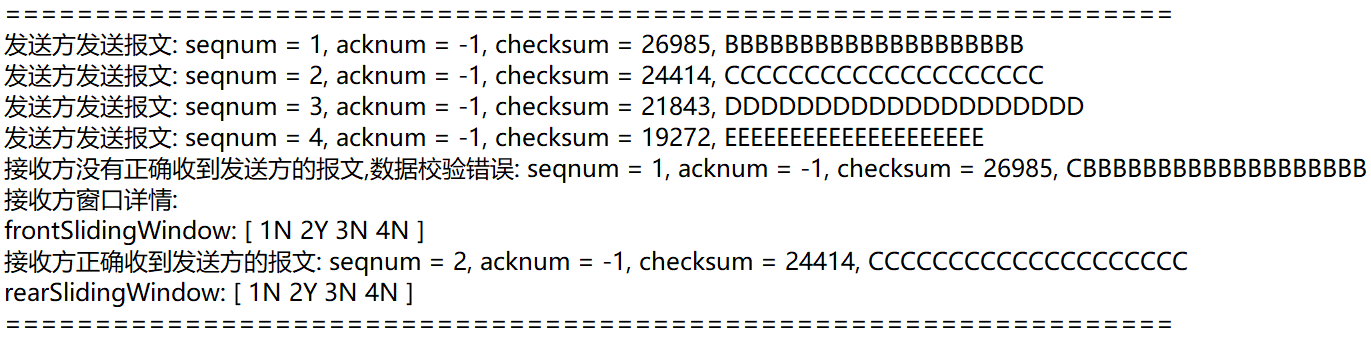 =================================================================
发送方发送报文: seqnum = 1, acknum = -1, checksum = 26985, BBBBBBBBBBBBBBBBBBBBB
发送方发送报文: seqnum = 2, acknum = -1, checksum = 24414, CCCCCCCCCCCCCCCCCCCCC
发送方发送报文: seqnum = 3, acknum = -1, checksum = 21843, DDDDDDDDDDDDDDDDDDDDD
发送方发送报文: seqnum = 4, acknum = -1, checksum = 19272, EEEEEEEEEEEEEEEEEEEEE
接收方没有正确收到发送方的报文,数据校验错误: seqnum = 1, acknum = -1, checksum = 26985, CBBBBBBBBBBBBBBBBBBBB
接收方窗口详情:
frontSlidingWindow: [ 1N 2Y 3N 4N ]
接收方正确收到发送方的报文: seqnum = 2, acknum = -1, checksum = 24414, CCCCCCCCCCCCCCCCCCCCC
rearSlidingWindow: [ 1N 2Y 3N 4N ]
=================================================================